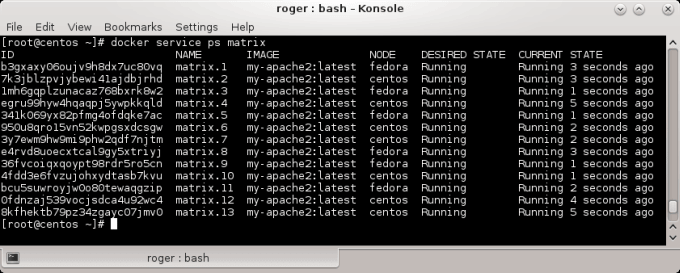 roger : bash – Konsole
File Edit View Bookmarks Settings Help
[root@centos ~]# docker service ps matrix
ID NAME IMAGE NODE DESIRED STATE CURRENT STATE
b3gxaxy06oujv9h8dx7uc80vq matrix.1 my-apache2:latest fedora Running Running 3 seconds ago
7k3jblzpvjybewi41ajdbjrhd matrix.2 my-apache2:latest centos Running Running 3 seconds ago
1mh6gqplzunacaz768bxrk8w2 matrix.3 my-apache2:latest fedora Running Running 1 seconds ago
egru99hyw4hqaqpj5ywpkkqld matrix.4 my-apache2:latest centos Running Running 5 seconds ago
341k069yx82pfmg4ofdqke7ac matrix.5 my-apache2:latest fedora Running Running 1 seconds ago
950u8qro15vn52kwpgsxdcsgw matrix.6 my-apache2:latest centos Running Running 2 seconds ago
3y7ewm9hw9mi9phw2qdf7njtm matrix.7 my-apache2:latest centos Running Running 2 seconds ago
e4rvd8uoecxtcal9gy5xtriyj matrix.8 my-apache2:latest fedora Running Running 3 seconds ago
36fvcoiqxqoypt98rdr5ro5cn matrix.9 my-apache2:latest fedora Running Running 1 seconds ago
4fdd3e6fvzujohxydtasb7kvu matrix.10 my-apache2:latest centos Running Running 1 seconds ago
bcu5suwroyjw0o80tewaqgzip matrix.11 my-apache2:latest fedora Running Running 2 seconds ago
0fdnzaj539vocjsdca4u92wc4 matrix.12 my-apache2:latest centos Running Running 4 seconds ago
8kfhektb79pz34zgayc07jmv0 matrix.13 my-apache2:latest centos Running Running 5 seconds ago
[root@centos ~]#
roger : bash